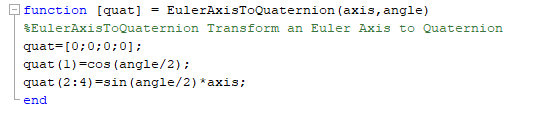 function [quat] = EulerAxisToQuaternion(axis,angle)
%EulerAxisToQuaternion Transform an Euler Axis to Quaternion
quat=[0;0;0;0];
quat(1)=cos(angle/2);
quat(2:4)=sin(angle/2)*axis;
end